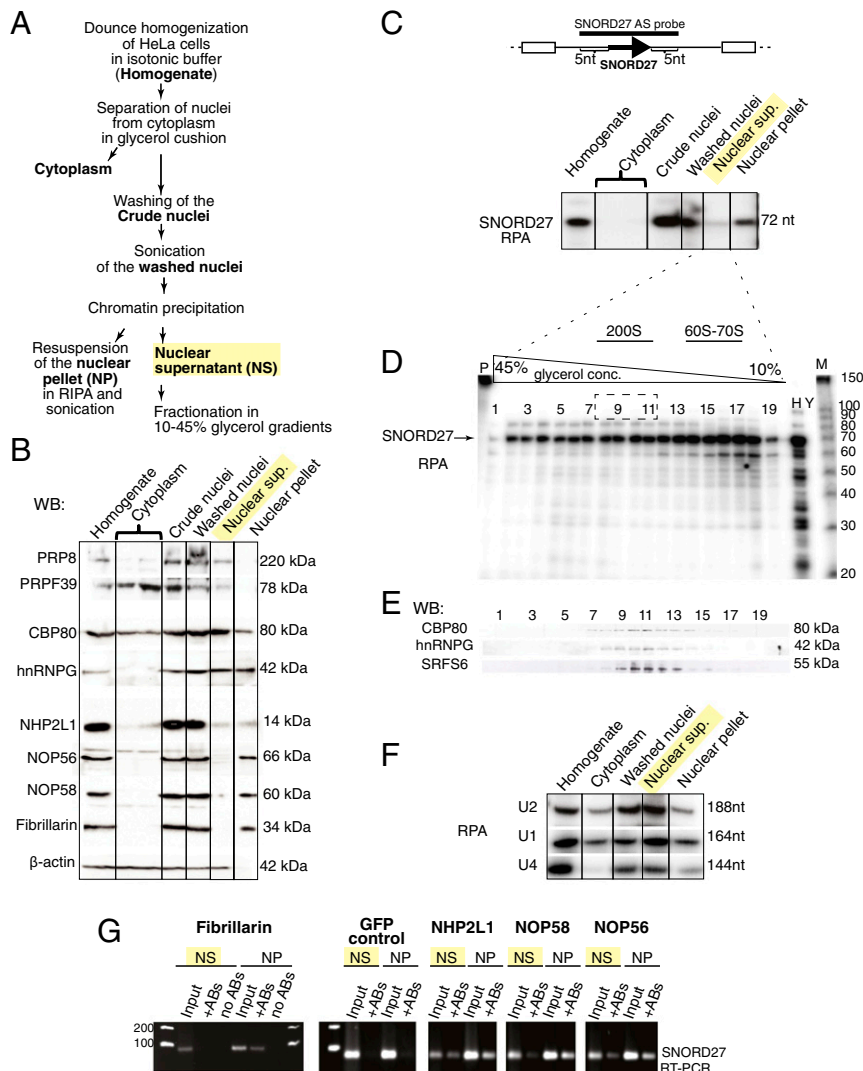 A
Dounce homogenization
of HeLa cells
in isotonic buffer
(Homogenate)
Separation of nuclei
from cytoplasm
in glycerol cushion
Cytoplasm
Washing of the
Crude nuclei
Sonication
of the washed nuclei
Chromatin precipitation
Resuspension
of the nuclear
pellet (NP)
in RIPA and
sonication
Nuclear
supernatant (NS)
Fractionation in
10-45% glycerol gradients
B
WB:
Homogenate
Cytoplasm
Crude nuclei
Washed nuclei
Nuclear sup.
Nuclear pellet
PRP8 220 kDa
PRPF39 78 kDa
CBP80 80 kDa
hnRNPG 42 kDa
NHP2L1 14 kDa
NOP56 66 kDa
NOP58 60 kDa
Fibrillarin 34 kDa
β-actin 42 kDa
C
SNORD27 AS probe
5nt SNORD27 5nt
Homogenate
Cytoplasm
Crude nuclei
Washed nuclei
Nuclear sup.
Nuclear pellet
SNORD27
RPA
72 nt
200S 60S-70S
D
P 45% glycerol conc. 10% M
1 3 5 7 9 11 13 15 17 19 H Y
SNORD27
RPA
150
100
90
80
70
60
50
40
30
20
E
WB: 1 3 5 7 9 11 13 15 17 19
CBP80 80 kDa
hnRNPG 42 kDa
SRFS6 55 kDa
F
Homogenate
Cytoplasm
Washed nuclei
Nuclear sup.
Nuclear pellet
RPA
U2 188nt
U1 164nt
U4 144nt
G
Fibrillarin GFP control NHP2L1 NOP58 NOP56
NS NP NS NP NS NP NS NP NS NP
Input +ABs no ABs Input +ABs no ABs Input +ABs Input +ABs Input +ABs Input +ABs Input +ABs Input +ABs Input +ABs Input +ABs
200
100
SNORD27
RT-PCR